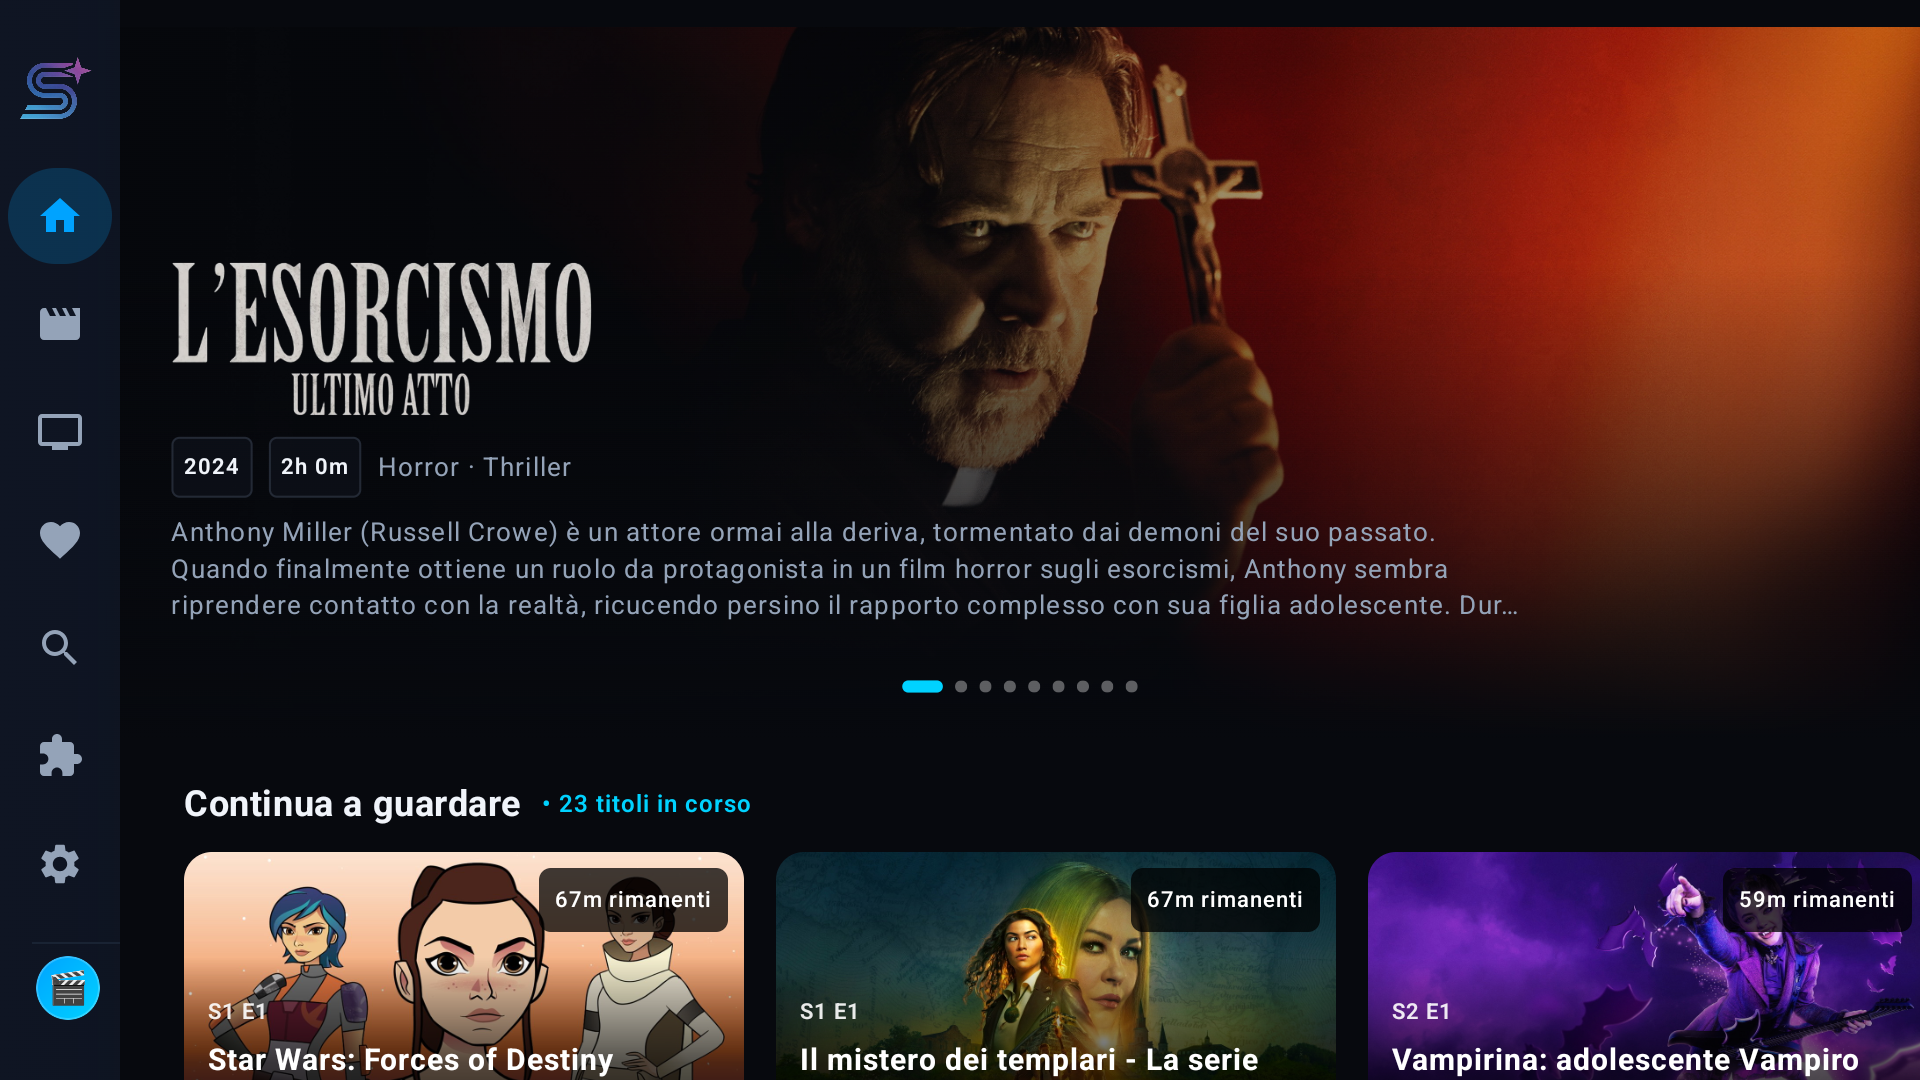 L'ESORCISMO
ULTIMO ATTO
2024
2h 0m
Horror · Thriller
Anthony Miller (Russell Crowe) è un attore ormai alla deriva, tormentato dai demoni del suo passato.
Quando finalmente ottiene un ruolo da protagonista in un film horror sugli esorcismi, Anthony sembra
riprendere contatto con la realtà, ricucendo persino il rapporto complesso con sua figlia adolescente. Dur…
Continua a guardare • 23 titoli in corso
67m rimanenti
S1 E1
Star Wars: Forces of Destiny
67m rimanenti
S1 E1
Il mistero dei templari - La serie
59m rimanenti
S2 E1
Vampirina: adolescente Vampiro